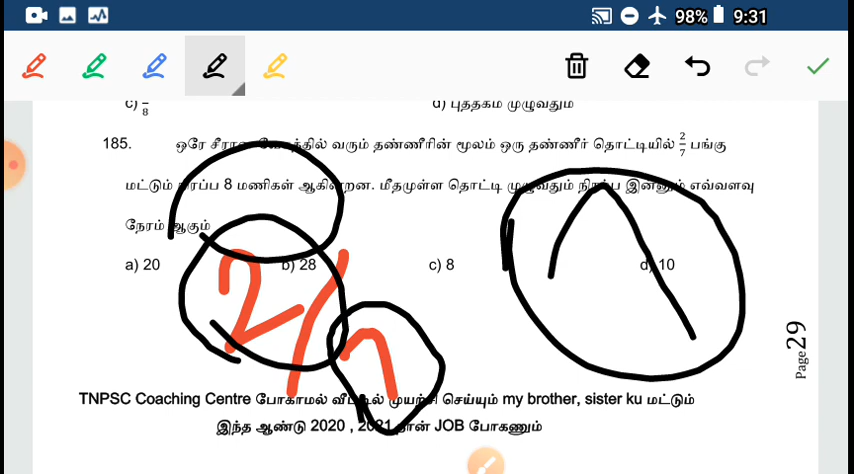 98% 9:31
c) _/8 d) புத்தகம் முழுவதும்
185. ஒரே சீரான வேகத்தில் வரும் தண்ணீரின் மூலம் ஒரு தண்ணீர் தொட்டியில் 2/7 பங்கு
மட்டும் நிரப்ப 8 மணிகள் ஆகின்றன. மீதமுள்ள தொட்டி முழுவதும் நிரம்ப இன்னும் எவ்வளவு
நேரம் ஆகும்
a) 20 b) 28 c) 8 d) 10
2/7
Page 29
TNPSC Coaching Centre போகாமல் வீட்டில் முயற்சி செய்யும் my brother, sister ku மட்டும்
இந்த ஆண்டு 2020 , 2021 தான் JOB போகணும்